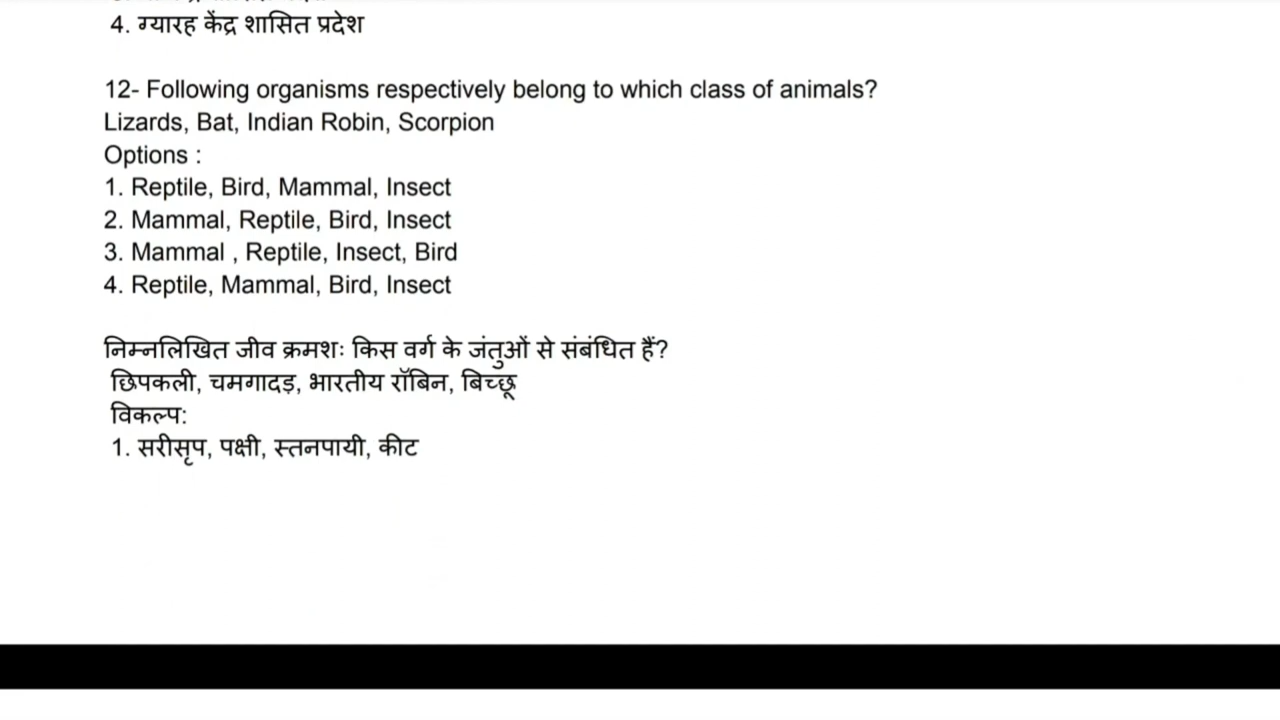 4. ग्यारह केंद्र शासित प्रदेश
12- Following organisms respectively belong to which class of animals?
Lizards, Bat, Indian Robin, Scorpion
Options :
1. Reptile, Bird, Mammal, Insect
2. Mammal, Reptile, Bird, Insect
3. Mammal , Reptile, Insect, Bird
4. Reptile, Mammal, Bird, Insect
निम्नलिखित जीव क्रमशः किस वर्ग के जंतुओं से संबंधित हैं?
छिपकली, चमगादड़, भारतीय रॉबिन, बिच्छू
विकल्प:
1. सरीसृप, पक्षी, स्तनपायी, कीट